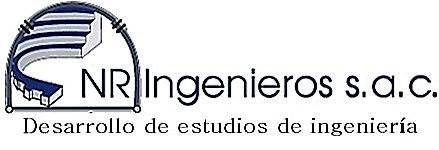 NR Ingenieros s.a.c.
Desarrollo de estudios de ingeniería